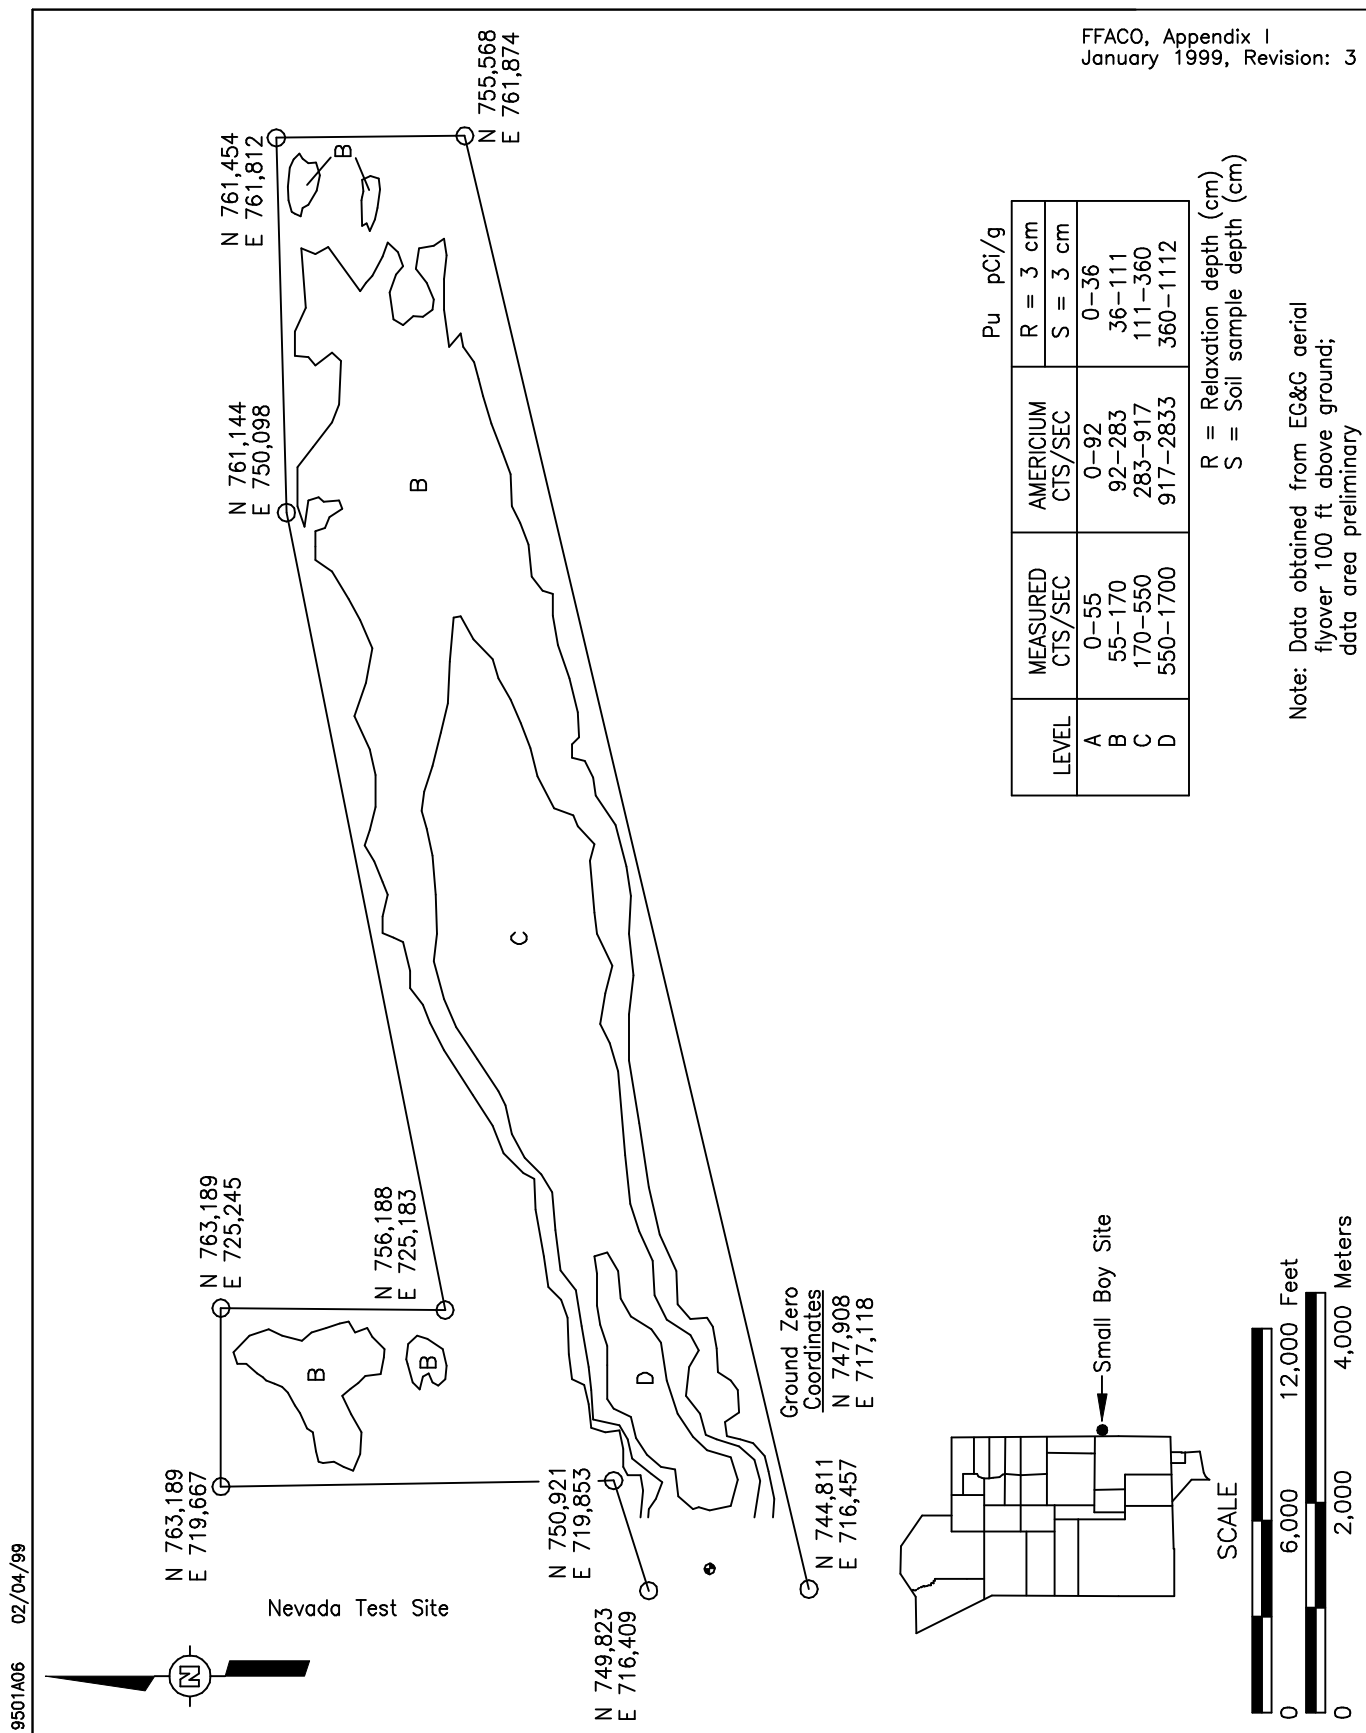 FFACO, Appendix I
January 1999, Revision: 3
9501A06 02/04/99
Nevada Test Site
N
N 763,189
E 719,667
N 763,189
E 725,245
N 756,188
E 725,183
N 761,144
E 750,098
N 761,454
E 761,812
N 755,568
E 761,874
N 750,921
E 719,853
N 749,823
E 716,409
N 744,811
E 716,457
Ground Zero
Coordinates
N 747,908
E 717,118
B
B
B
B
C
D
Pu pCi/g
LEVEL
MEASURED
CTS/SEC
AMERICIUM
CTS/SEC
R = 3 cm
S = 3 cm
A 0-55 0-92 0-36
B 55-170 92-283 36-111
C 170-550 283-917 111-360
D 550-1700 917-2833 360-1112
R = Relaxation depth (cm)
S = Soil sample depth (cm)
Note: Data obtained from EG&G aerial
flyover 100 ft above ground;
data area preliminary
Small Boy Site
SCALE
0 6,000 12,000 Feet
0 2,000 4,000 Meters